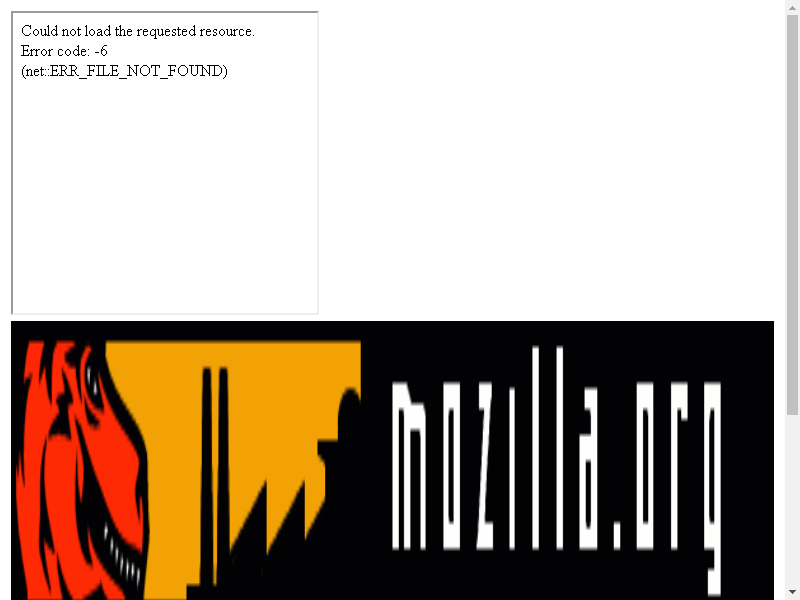 Could not load the requested resource.
Error code: -6
(net::ERR_FILE_NOT_FOUND)
mozilla.org